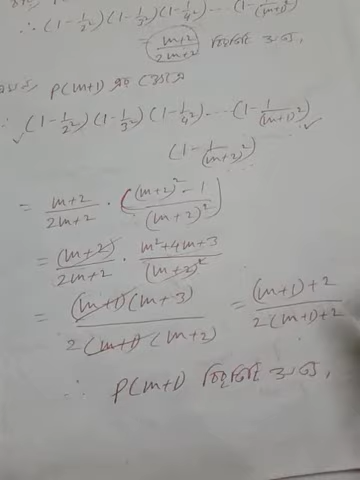 ∴ (1-1/2²)(1-1/3²)(1-1/4²)....(1-1/(m+1)²)
= (m+2)/(2m+2)
P(m+1) এর ক্ষেত্রে
∴ (1-1/2²)(1-1/3²)(1-1/4²)....(1-1/(m+1)²)
(1-1/(m+2)²)
= (m+2)/(2m+2) · (((m+2)²-1)/(m+2)²)
= (m+2)/(2m+2) · (m²+4m+3)/(m+2)²
= (m+1)(m+3)/2(m+1)(m+2) = ((m+1)+2)/(2(m+1)+2)
∴ P(m+1)